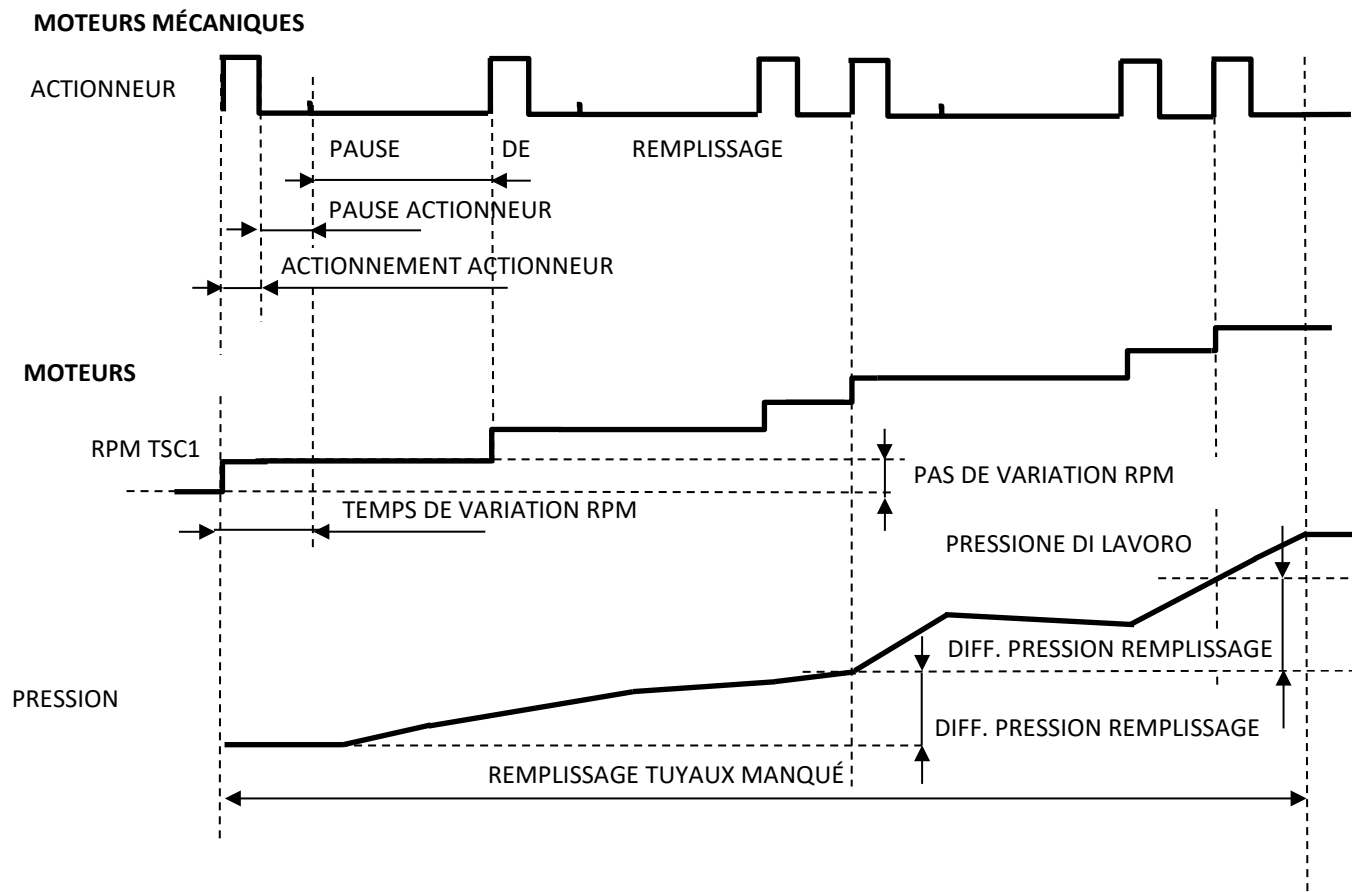 MOTEURS MÉCANIQUES
ACTIONNEUR
PAUSE DE REMPLISSAGE
PAUSE ACTIONNEUR
ACTIONNEMENT ACTIONNEUR
MOTEURS
RPM TSC1
PAS DE VARIATION RPM
TEMPS DE VARIATION RPM
PRESSIONE DI LAVORO
DIFF. PRESSION REMPLISSAGE
PRESSION
DIFF. PRESSION REMPLISSAGE
REMPLISSAGE TUYAUX MANQUÉ